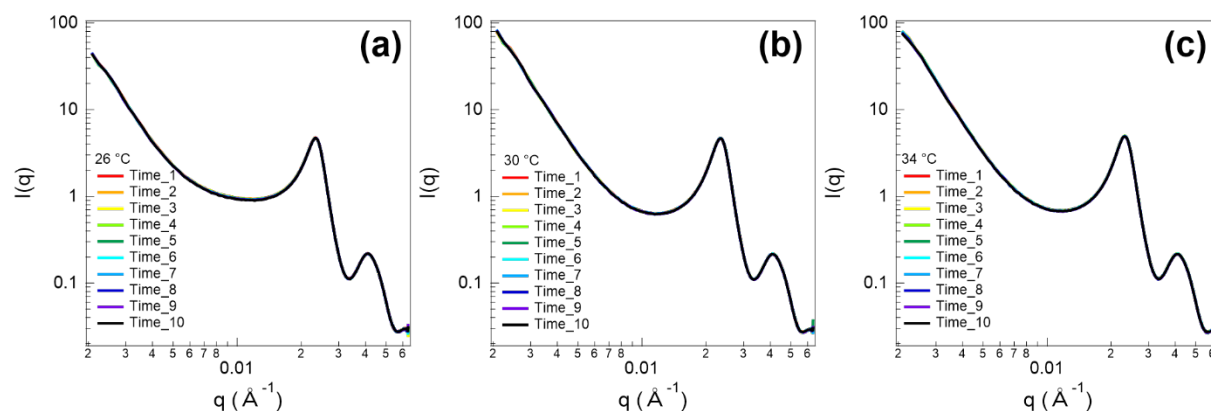 (a)
I(q)
100
10
1
0.1
26 °C
Time_1
Time_2
Time_3
Time_4
Time_5
Time_6
Time_7
Time_8
Time_9
Time_10
2 3 4 5 6 7 8 2 3 4 5 6
0.01
q (Å⁻¹)
(b)
I(q)
100
10
1
0.1
30 °C
Time_1
Time_2
Time_3
Time_4
Time_5
Time_6
Time_7
Time_8
Time_9
Time_10
2 3 4 5 6 7 8 2 3 4 5 6
0.01
q (Å⁻¹)
(c)
I(q)
100
10
1
0.1
34 °C
Time_1
Time_2
Time_3
Time_4
Time_5
Time_6
Time_7
Time_8
Time_9
Time_10
2 3 4 5 6 7 8 2 3 4 5 6
0.01
q (Å⁻¹)